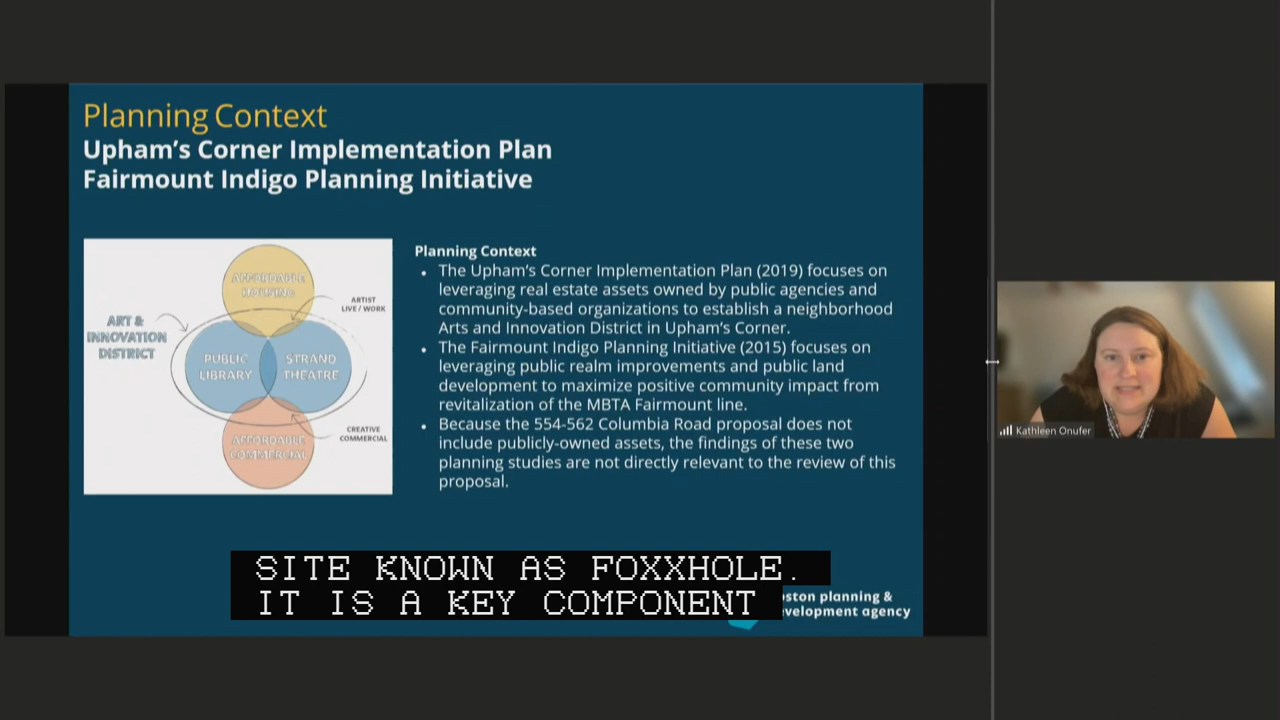 Planning Context
Upham's Corner Implementation Plan
Fairmount Indigo Planning Initiative
AFFORDABLE
HOUSING
ARTIST
LIVE / WORK
ART &
INNOVATION
DISTRICT
PUBLIC
LIBRARY
STRAND
THEATRE
CREATIVE
COMMERCIAL
AFFORDABLE
COMMERCIAL
Planning Context
• The Upham's Corner Implementation Plan (2019) focuses on
leveraging real estate assets owned by public agencies and
community-based organizations to establish a neighborhood
Arts and Innovation District in Upham's Corner.
• The Fairmount Indigo Planning Initiative (2015) focuses on
leveraging public realm improvements and public land
development to maximize positive community impact from
revitalization of the MBTA Fairmount line.
• Because the 554-562 Columbia Road proposal does not
include publicly-owned assets, the findings of these two
planning studies are not directly relevant to the review of this
proposal.
Kathleen Onufer
SITE KNOWN AS FOXXHOLE.
IT IS A KEY COMPONENT
ston planning &
velopment agency